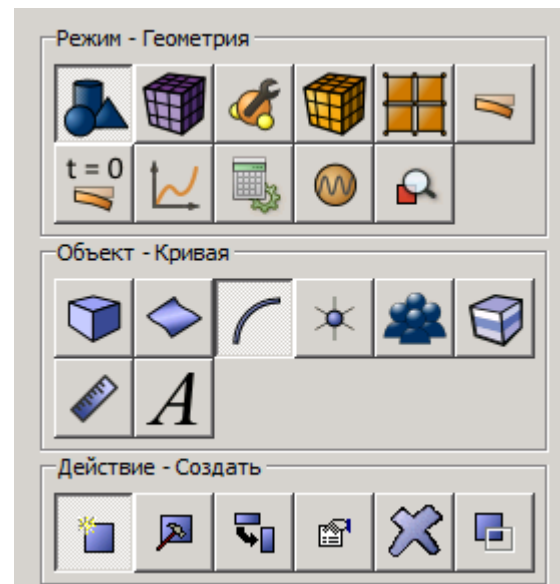 Режим - Геометрия
t = 0
Объект - Кривая
A
Действие - Создать